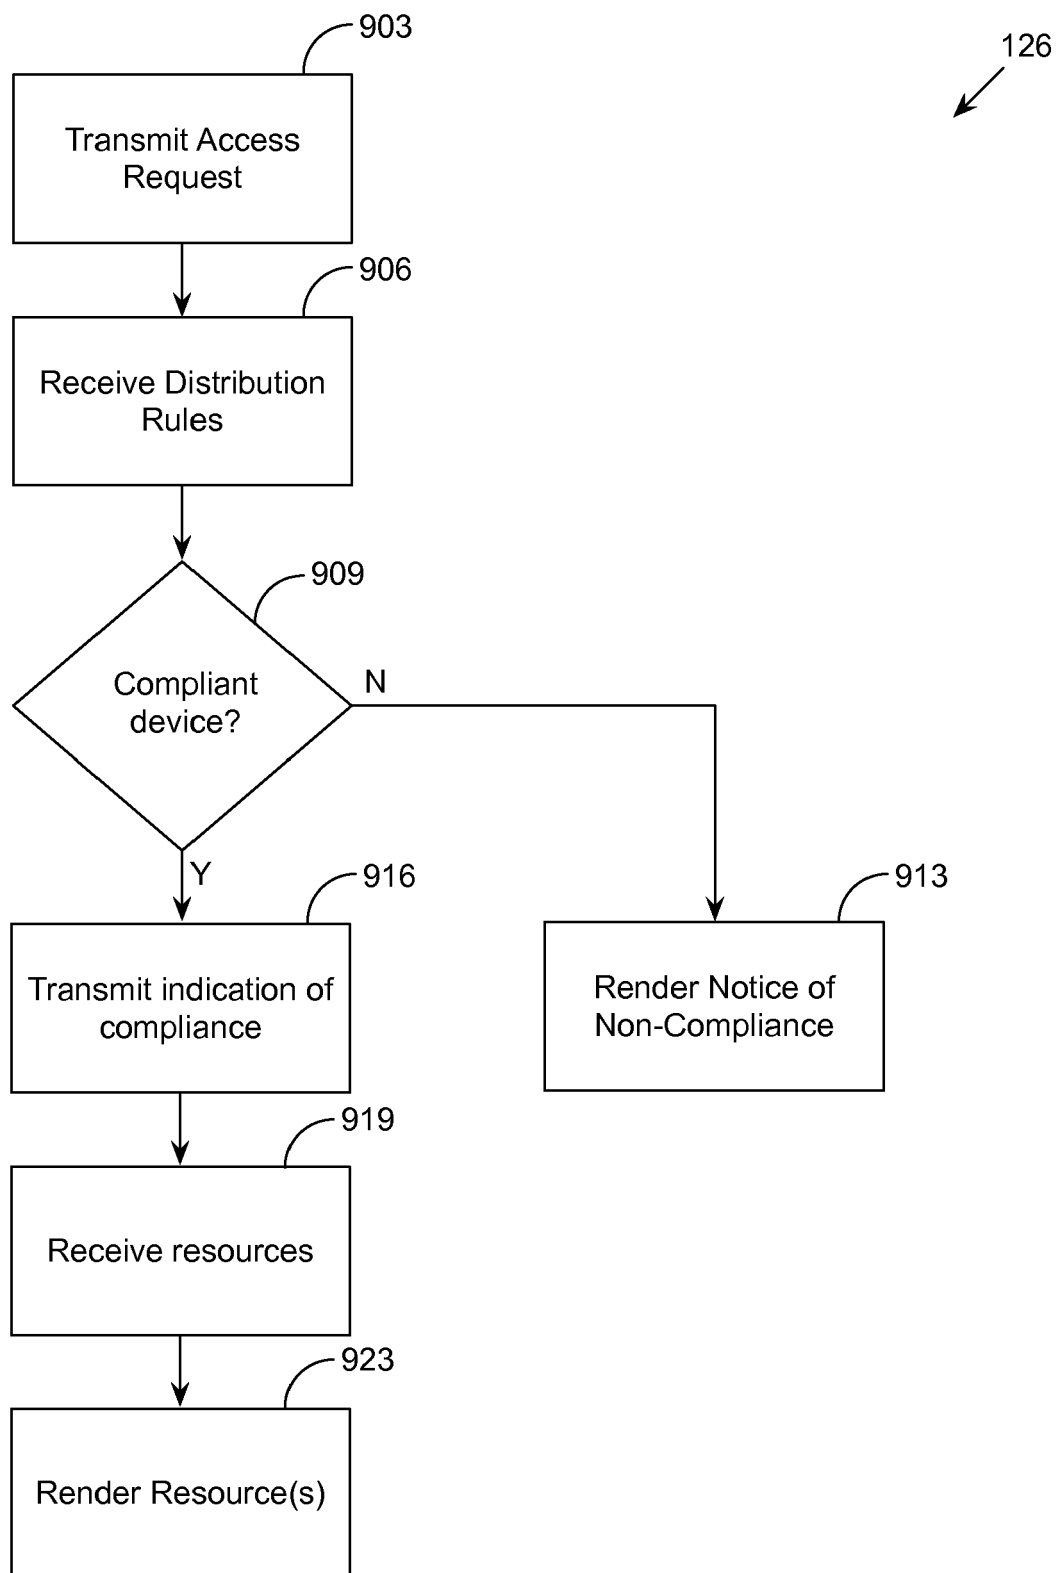 903
126
Transmit Access
Request
906
Receive Distribution
Rules
909
Compliant
device?
N
Y
916
913
Transmit indication of
compliance
Render Notice of
Non-Compliance
919
Receive resources
923
Render Resource(s)